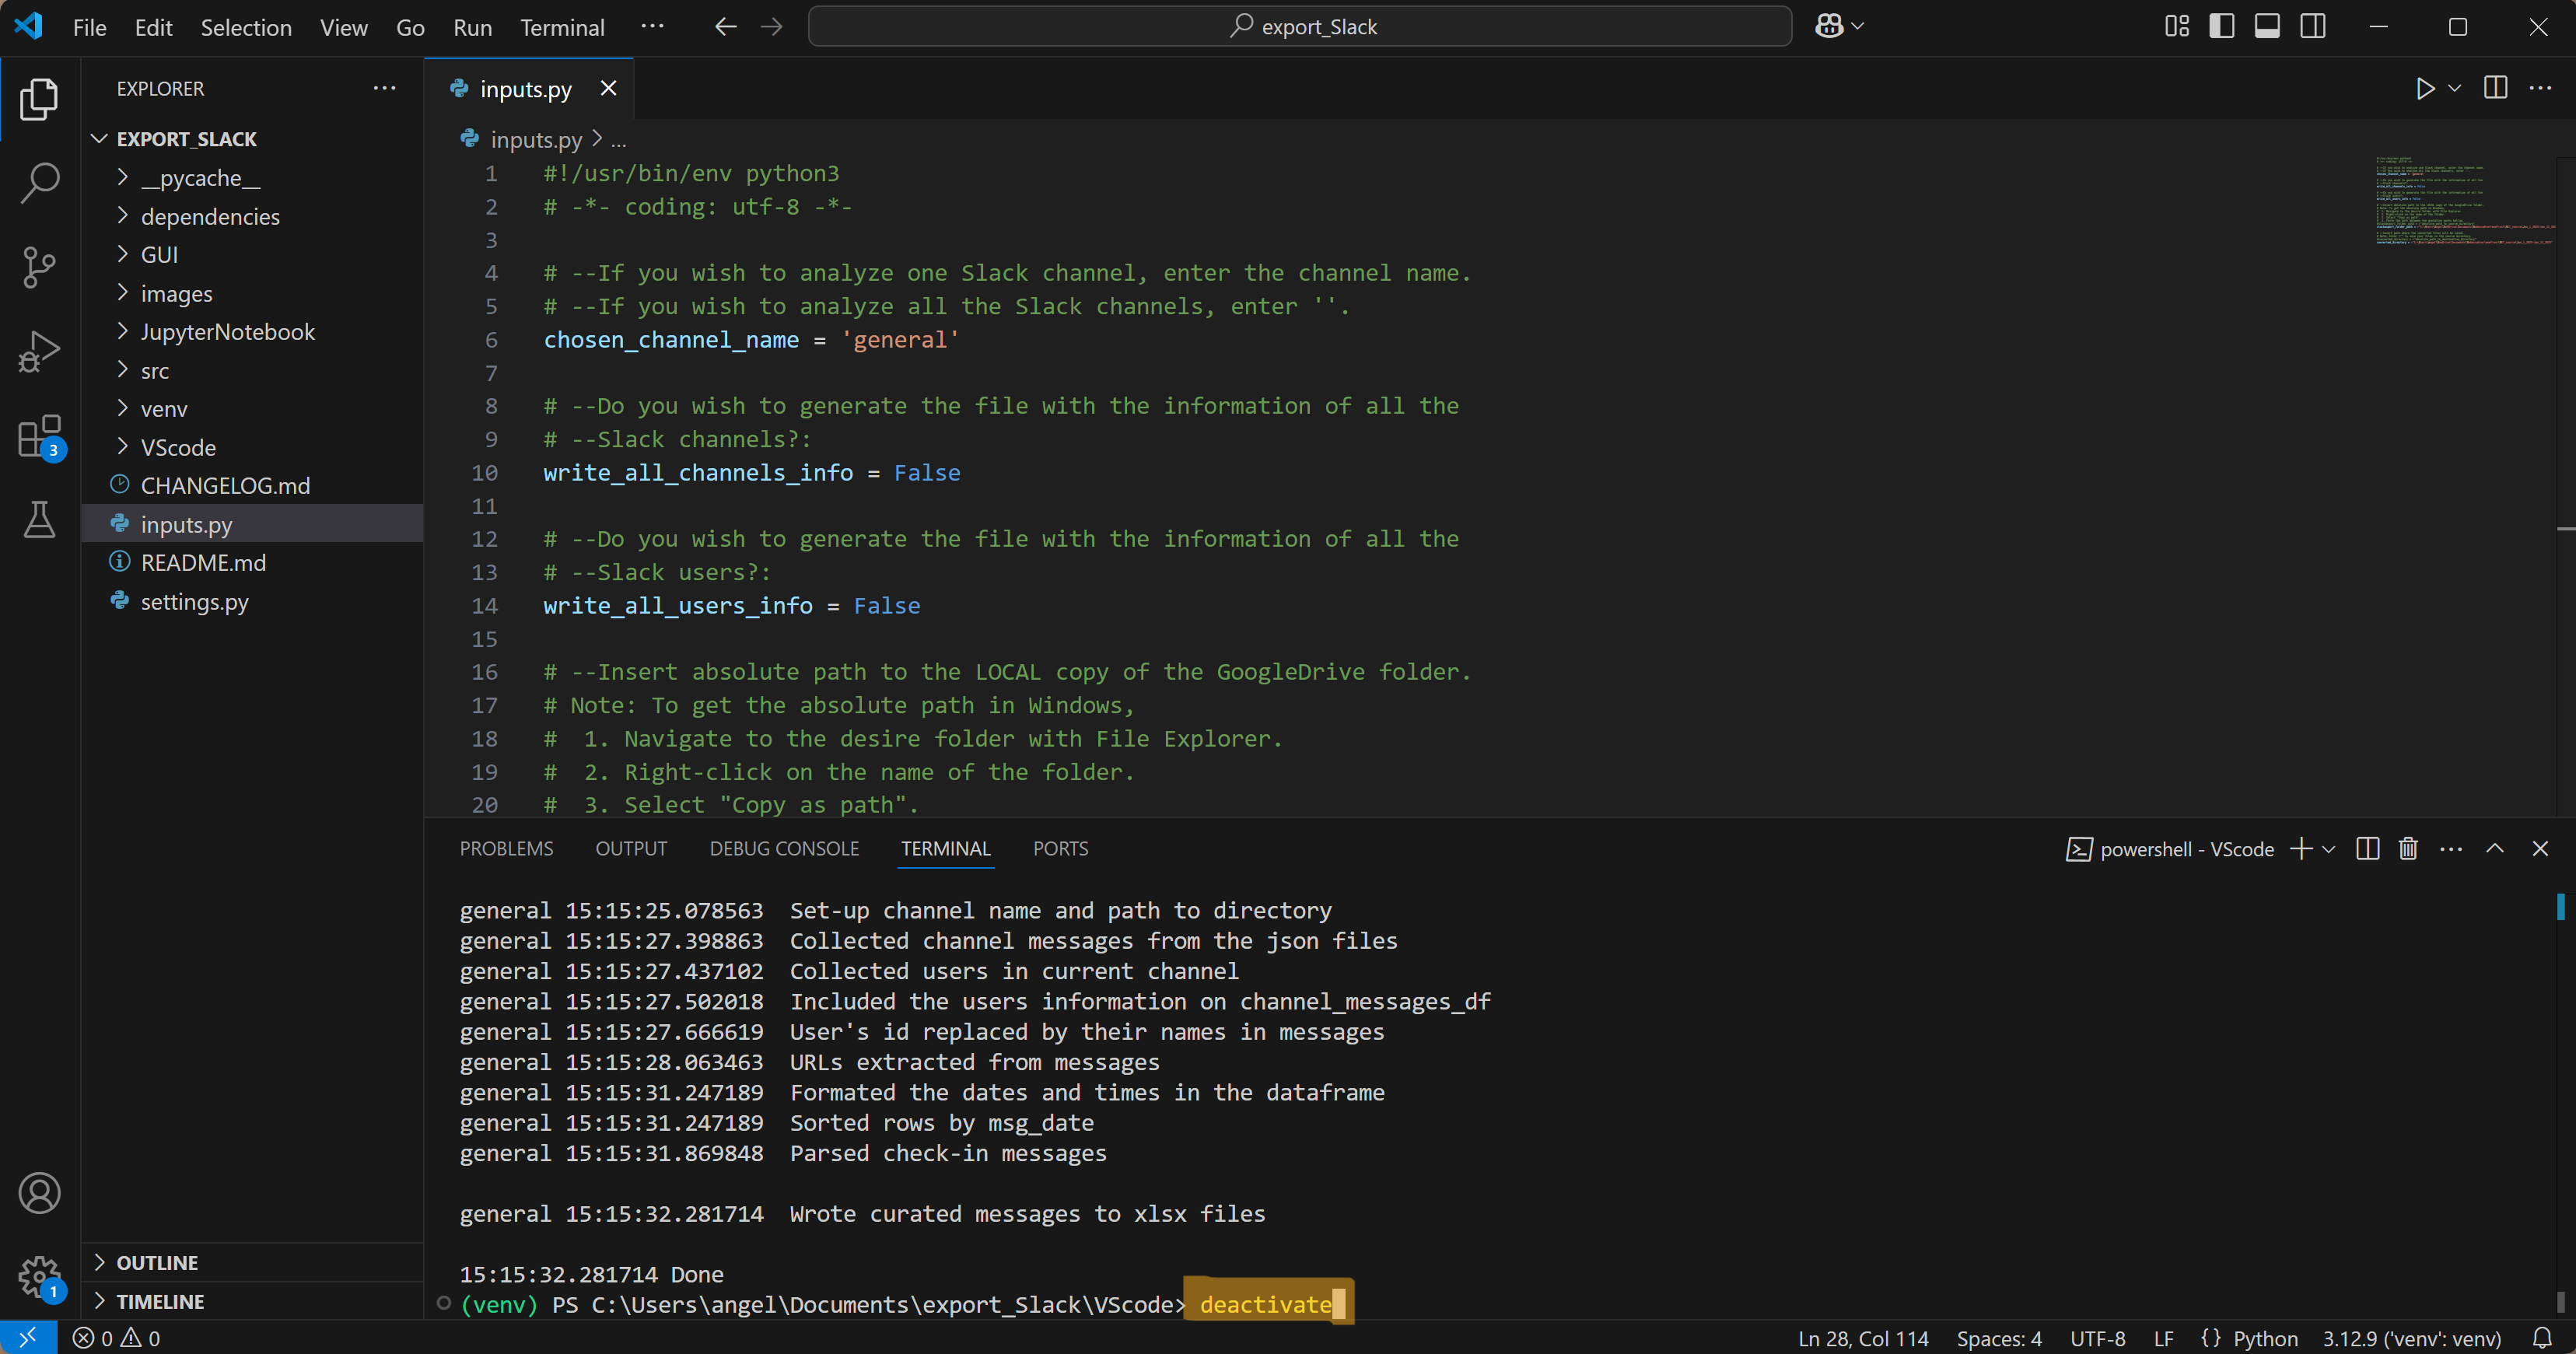 File Edit Selection View Go Run Terminal ··· export_Slack
EXPLORER ···
EXPORT_SLACK
__pycache__
dependencies
GUI
images
JupyterNotebook
src
venv
VScode
CHANGELOG.md
inputs.py
README.md
settings.py
OUTLINE
TIMELINE
3
1
inputs.py
inputs.py > ...
1 #!/usr/bin/env python3
2 # -*- coding: utf-8 -*-
3
4 # --If you wish to analyze one Slack channel, enter the channel name.
5 # --If you wish to analyze all the Slack channels, enter ''.
6 chosen_channel_name = 'general'
7
8 # --Do you wish to generate the file with the information of all the
9 # --Slack channels?:
10 write_all_channels_info = False
11
12 # --Do you wish to generate the file with the information of all the
13 # --Slack users?:
14 write_all_users_info = False
15
16 # --Insert absolute path to the LOCAL copy of the GoogleDrive folder.
17 # Note: To get the absolute path in Windows,
18 #  1. Navigate to the desire folder with File Explorer.
19 #  2. Right-click on the name of the folder.
20 #  3. Select "Copy as path".
PROBLEMS OUTPUT DEBUG CONSOLE TERMINAL PORTS powershell - VScode
general 15:15:25.078563  Set-up channel name and path to directory
general 15:15:27.398863  Collected channel messages from the json files
general 15:15:27.437102  Collected users in current channel
general 15:15:27.502018  Included the users information on channel_messages_df
general 15:15:27.666619  User's id replaced by their names in messages
general 15:15:28.063463  URLs extracted from messages
general 15:15:31.247189  Formated the dates and times in the dataframe
general 15:15:31.247189  Sorted rows by msg_date
general 15:15:31.869848  Parsed check-in messages
general 15:15:32.281714  Wrote curated messages to xlsx files
15:15:32.281714 Done
(venv) PS C:\Users\angel\Documents\export_Slack\VScode> deactivate
0 0 Ln 28, Col 114 Spaces: 4 UTF-8 LF {} Python 3.12.9 ('venv': venv)